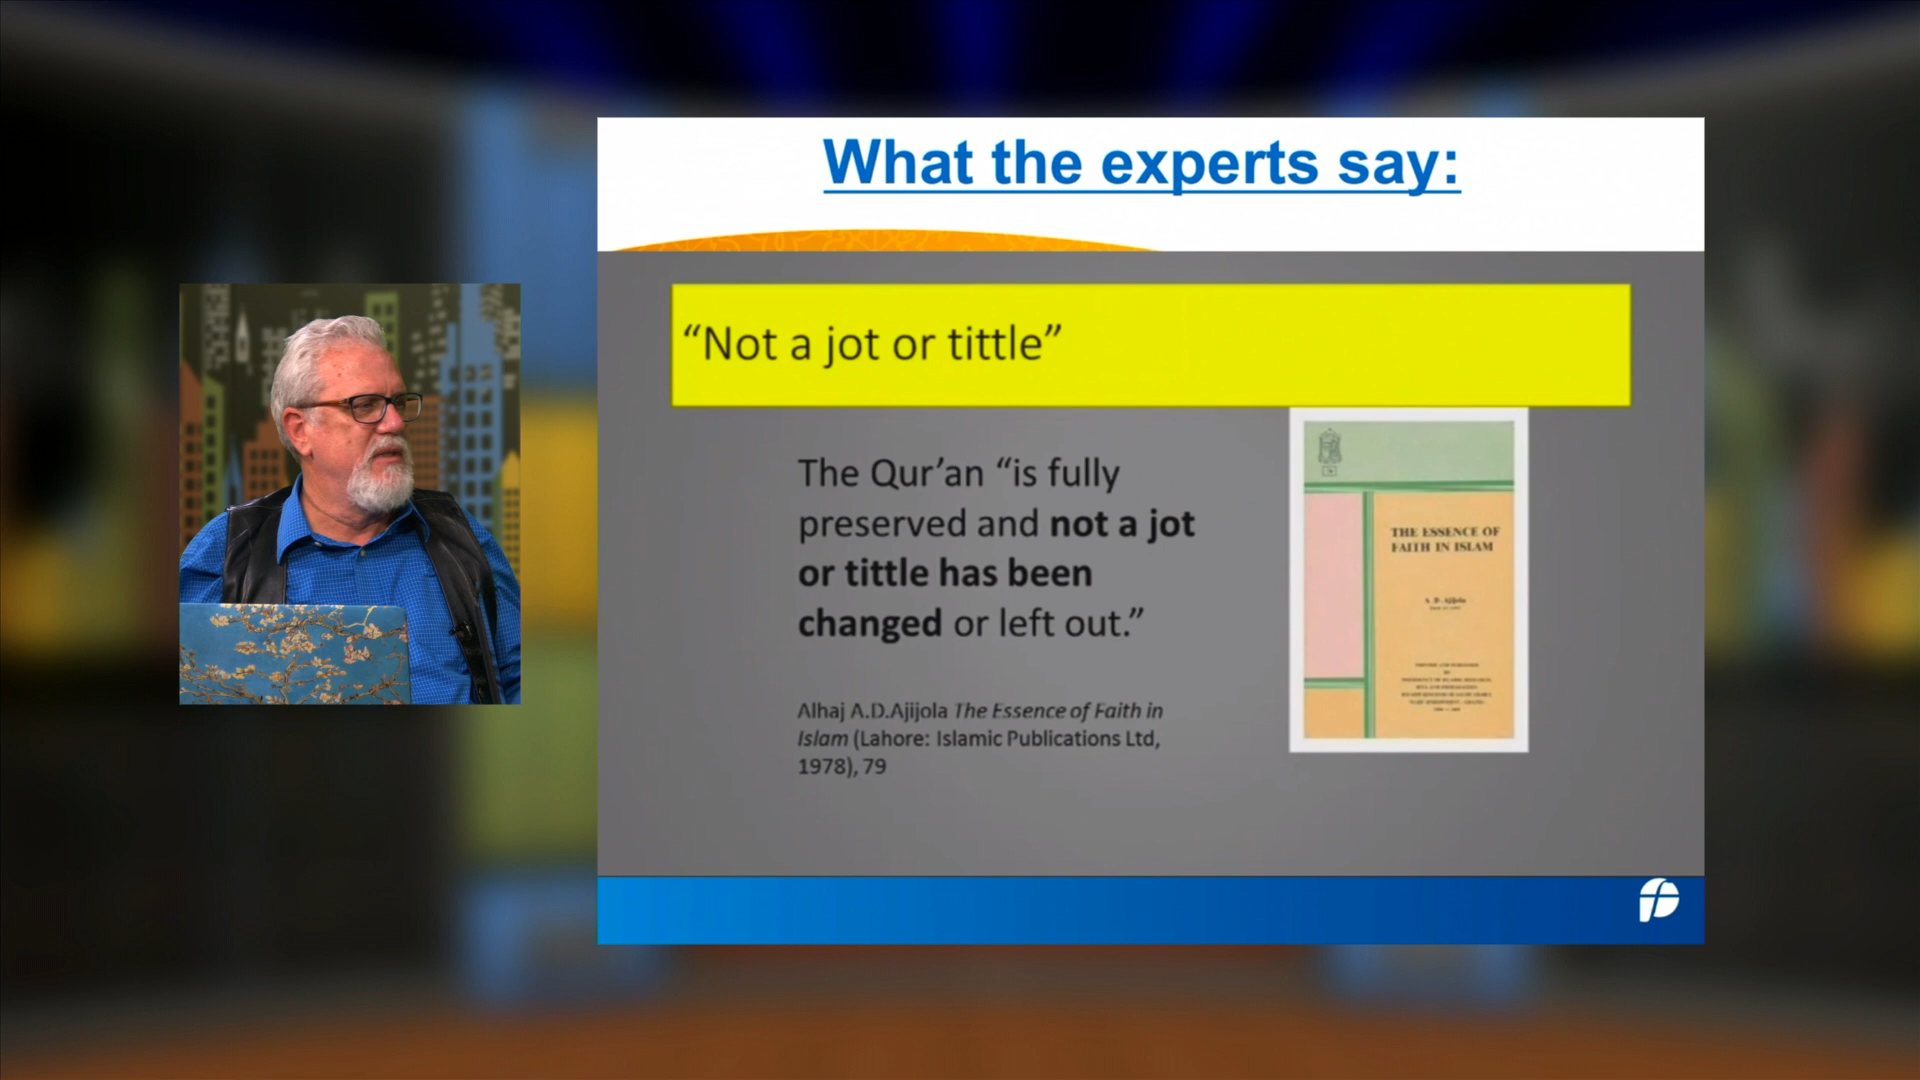 What the experts say:
“Not a jot or tittle”
The Qur’an “is fully
preserved and not a jot
or tittle has been
changed or left out.”
Alhaj A.D.Ajijola The Essence of Faith in
Islam (Lahore: Islamic Publications Ltd,
1978), 79
THE ESSENCE OF
FAITH IN ISLAM
A. D. Ajijola